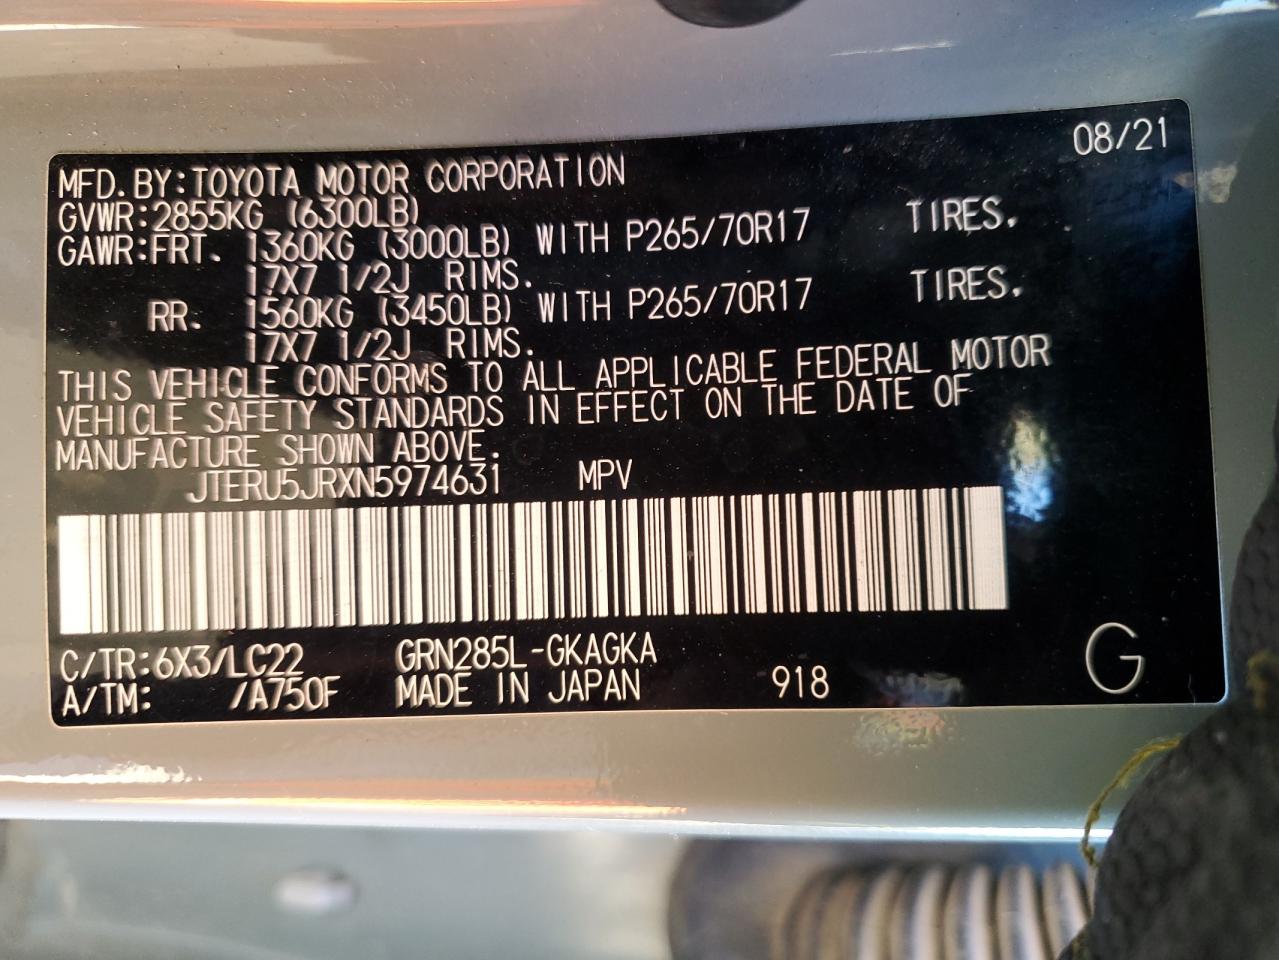 08/21
MFD.BY:TOYOTA MOTOR CORPORATION
GVWR:2855KG (6300LB)
GAWR:FRT. 1360KG (3000LB) WITH P265/70R17 TIRES.
17X7 1/2J RIMS.
RR. 1560KG (3450LB) WITH P265/70R17 TIRES.
17X7 1/2J RIMS.
THIS VEHICLE CONFORMS TO ALL APPLICABLE FEDERAL MOTOR
VEHICLE SAFETY STANDARDS IN EFFECT ON THE DATE OF
MANUFACTURE SHOWN ABOVE.
JTERU5JRXN5974631 MPV
C/TR:6X3/LC22 GRN285L-GKAGKA
A/TM: /A750F MADE IN JAPAN 918 G